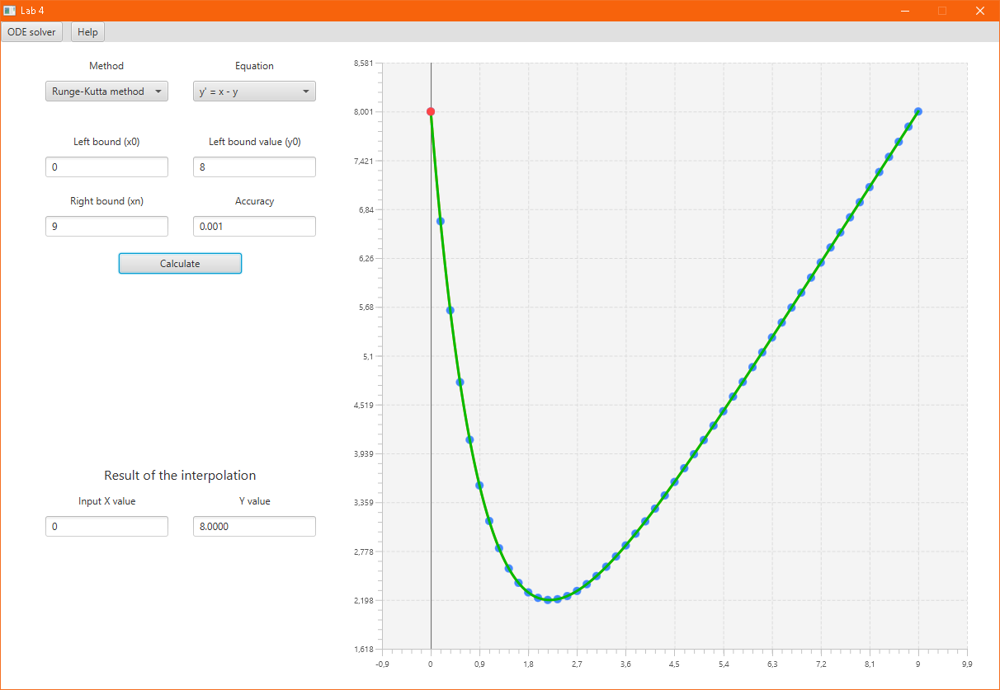 Lab 4
ODE solver Help
Method Equation
Runge-Kutta method y' = x - y
Left bound (x0) Left bound value (y0)
0 8
Right bound (xn) Accuracy
9 0.001
Calculate
Result of the interpolation
Input X value Y value
0 8.0000
8,581
8,001
7,421
6,84
6,26
5,68
5,1
4,519
3,939
3,359
2,778
2,198
1,618
-0,9 0 0,9 1,8 2,7 3,6 4,5 5,4 6,3 7,2 8,1 9 9,9